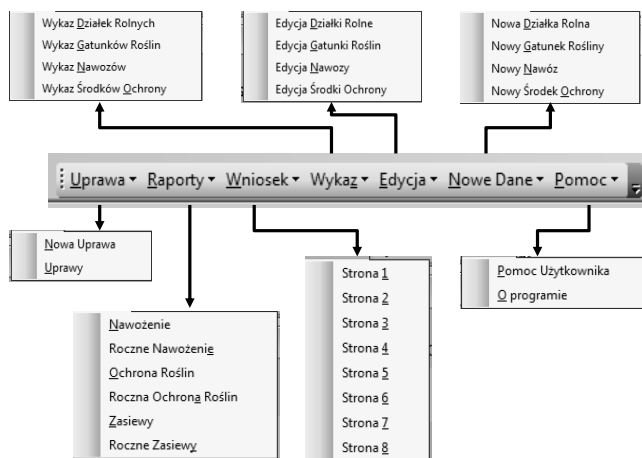 Wykaz Działek Rolnych
Wykaz Gatunków Roślin
Wykaz Nawozów
Wykaz Środków Ochrony
Edycja Działki Rolne
Edycja Gatunki Roślin
Edycja Nawozy
Edycja Środki Ochrony
Nowa Działka Rolna
Nowy Gatunek Rośliny
Nowy Nawóz
Nowy Środek Ochrony
Uprawa Raporty Wniosek Wykaz Edycja Nowe Dane Pomoc
Nowa Uprawa
Uprawy
Nawożenie
Roczne Nawożenie
Ochrona Roślin
Roczna Ochrona Roślin
Zasiewy
Roczne Zasiewy
Strona 1
Strona 2
Strona 3
Strona 4
Strona 5
Strona 6
Strona 7
Strona 8
Pomoc Użytkownika
O programie